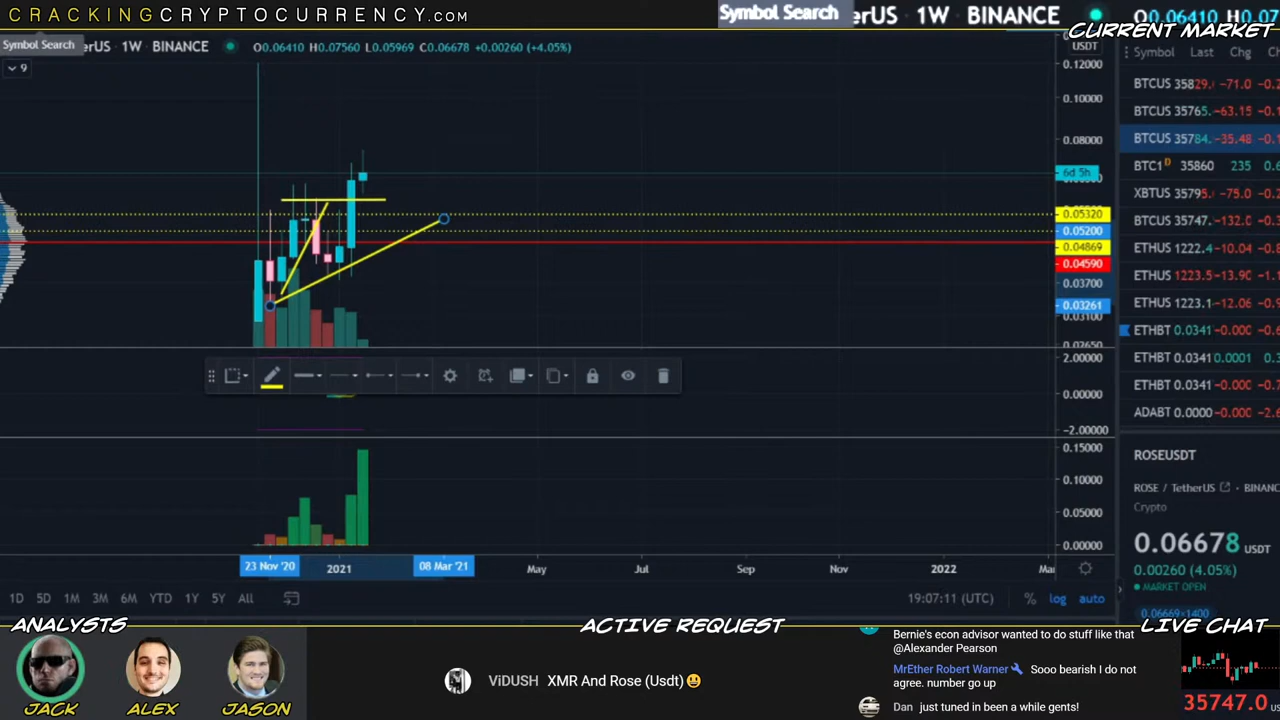 CRACKINGCRYPTOCURRENCY.COM
Symbol Search
erUS · 1W · BINANCE
O0.06410 H0.07
CURRENT MARKET
Symbol Search
erUS · 1W · BINANCE
O0.06410 H0.07560 L0.05969 C0.06678 +0.00260 (+4.05%)
9
USDT
0.12000
0.10000
0.08000
6d 5h
0.05320
0.05200
0.04869
0.04590
0.03700
0.03261
0.03100
0.02650
2.00000
0.00000
−2.00000
0.15000
0.10000
0.05000
0.00000
23 Nov '20
2021
08 Mar '21
May
Jul
Sep
Nov
2022
Mar
1D 5D 1M 3M 6M YTD 1Y 5Y All
19:07:11 (UTC)
% log auto
Symbol Last Chg Ch
BTCUS 35829. −71.0 −0.2
BTCUS 35765. −63.15 −0.1
BTCUS 35784. −35.48 −0.1
BTC1 D 35860 235 0.6
XBTUS 35795. −75.0 −0.2
BTCUS 35747. −132.0 −0.3
ETHUS 1222.4 −10.04 −0.8
ETHUS 1223.5 −13.90 −1.1
ETHUS 1223.1 −12.06 −0.9
ETHBT 0.0341 −0.000 −0.6
ETHBT 0.0341 0.0001 0.3
ETHBT 0.0341 −0.000 −0.4
ADABT 0.0000 −0.000 −2.6
ROSEUSDT
ROSE / TetherUS · BINANC
Crypto
0.06678 USDT
0.00260 (4.05%)
MARKET OPEN
0.06669×1400
ANALYSTS
JACK
ALEX
JASON
ACTIVE REQUEST
ViDUSH XMR And Rose (Usdt)😃
LIVE CHAT
Bernie's econ advisor wanted to do stuff like that
@Alexander Pearson
MrEther Robert Warner Sooo bearish I do not
agree. number go up
Dan just tuned in been a while gents!
35747.0 US